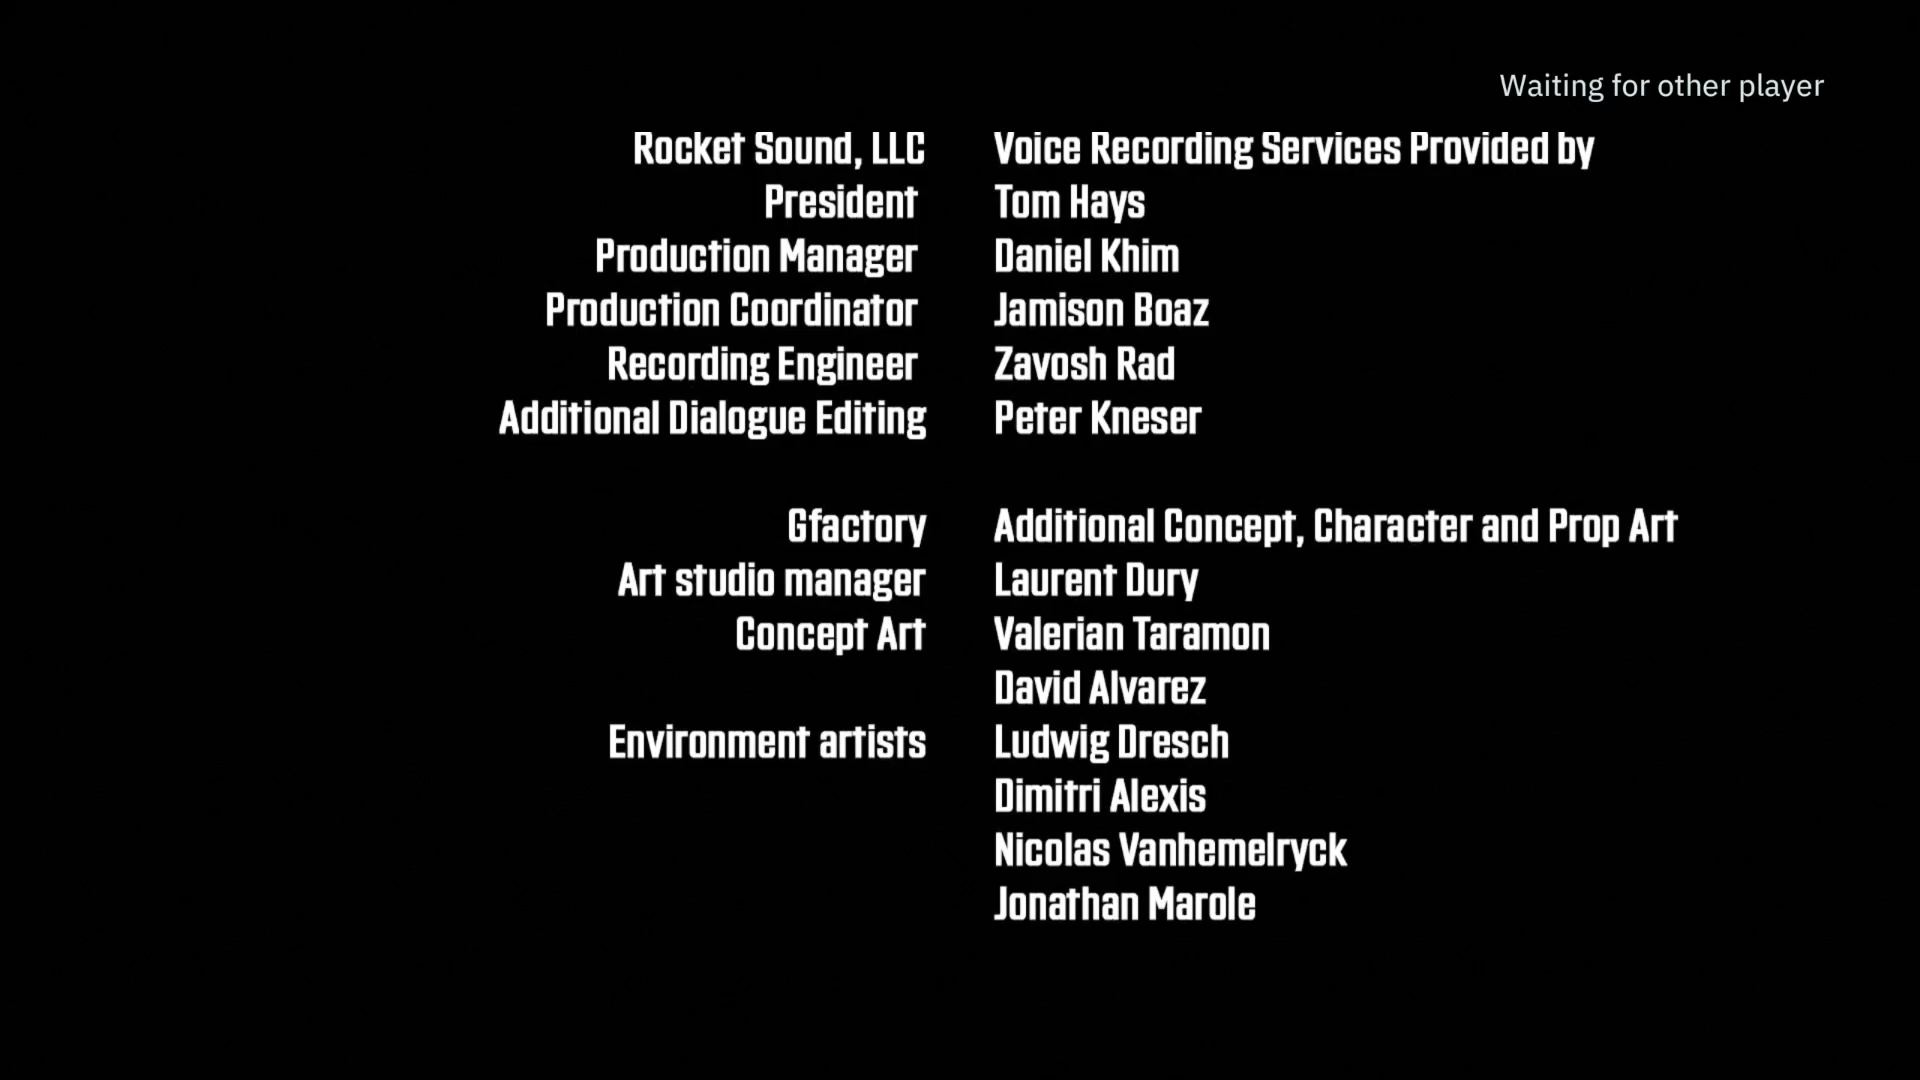 Waiting for other player
Rocket Sound, LLC Voice Recording Services Provided by
President Tom Hays
Production Manager Daniel Khim
Production Coordinator Jamison Boaz
Recording Engineer Zavosh Rad
Additional Dialogue Editing Peter Kneser
Gfactory Additional Concept, Character and Prop Art
Art studio manager Laurent Dury
Concept Art Valerian Taramon
David Alvarez
Environment artists Ludwig Dresch
Dimitri Alexis
Nicolas Vanhemelryck
Jonathan Marole